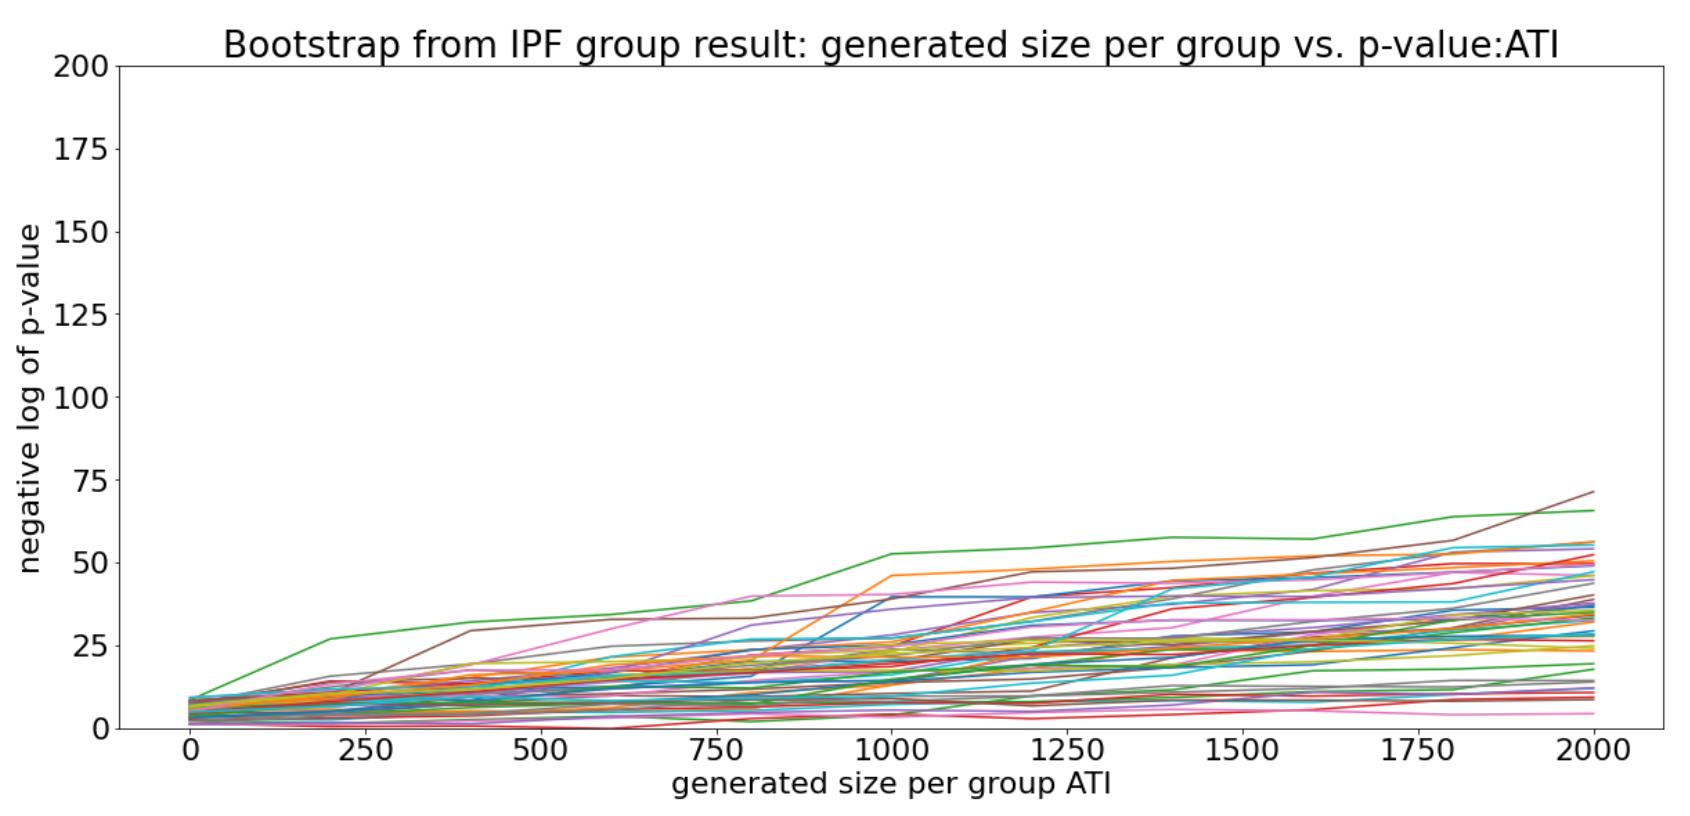 Bootstrap from IPF group result: generated size per group vs. p-value:ATI
200
175
150
125
100
75
50
25
0
negative log of p-value
0 250 500 750 1000 1250 1500 1750 2000
generated size per group ATI